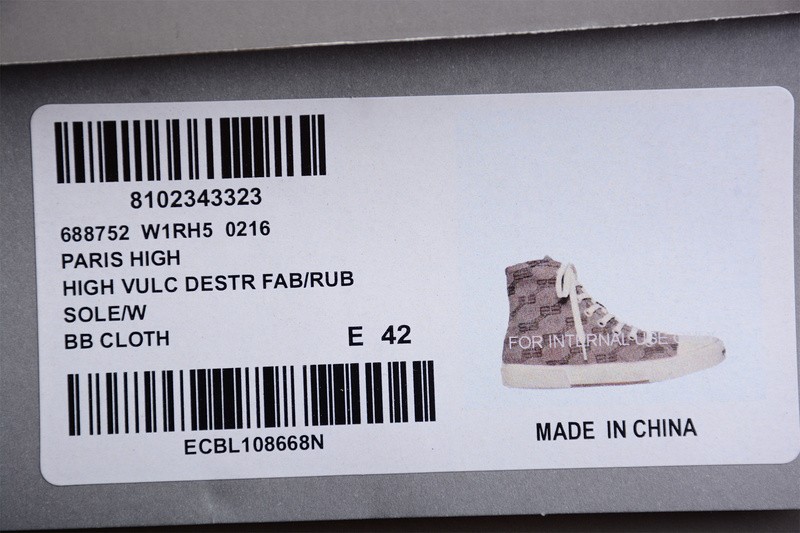 8102343323
688752 W1RH5 0216
PARIS HIGH
HIGH VULC DESTR FAB/RUB
SOLE/W
BB CLOTH
E 42
ECBL108668N
FOR INTERNAL USE O
MADE IN CHINA